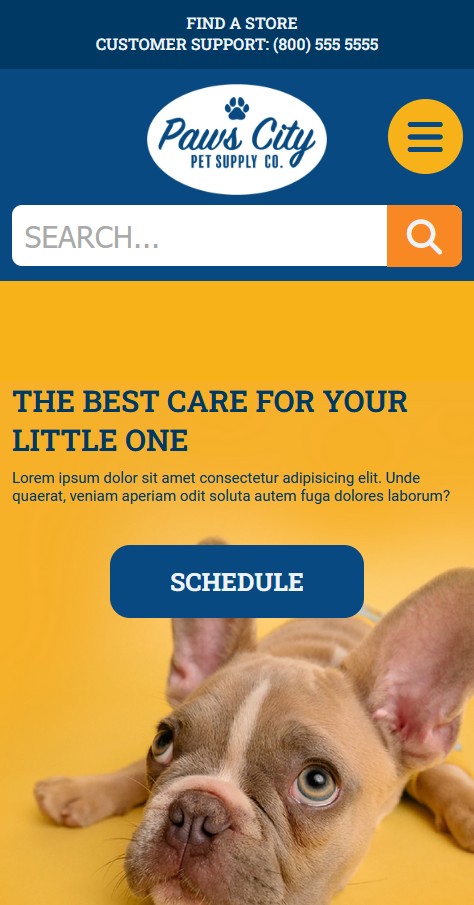 FIND A STORE
CUSTOMER SUPPORT: (800) 555 5555
Paws City
PET SUPPLY CO.
SEARCH...
THE BEST CARE FOR YOUR
LITTLE ONE
Lorem ipsum dolor sit amet consectetur adipisicing elit. Unde
quaerat, veniam aperiam odit soluta autem fuga dolores laborum?
SCHEDULE